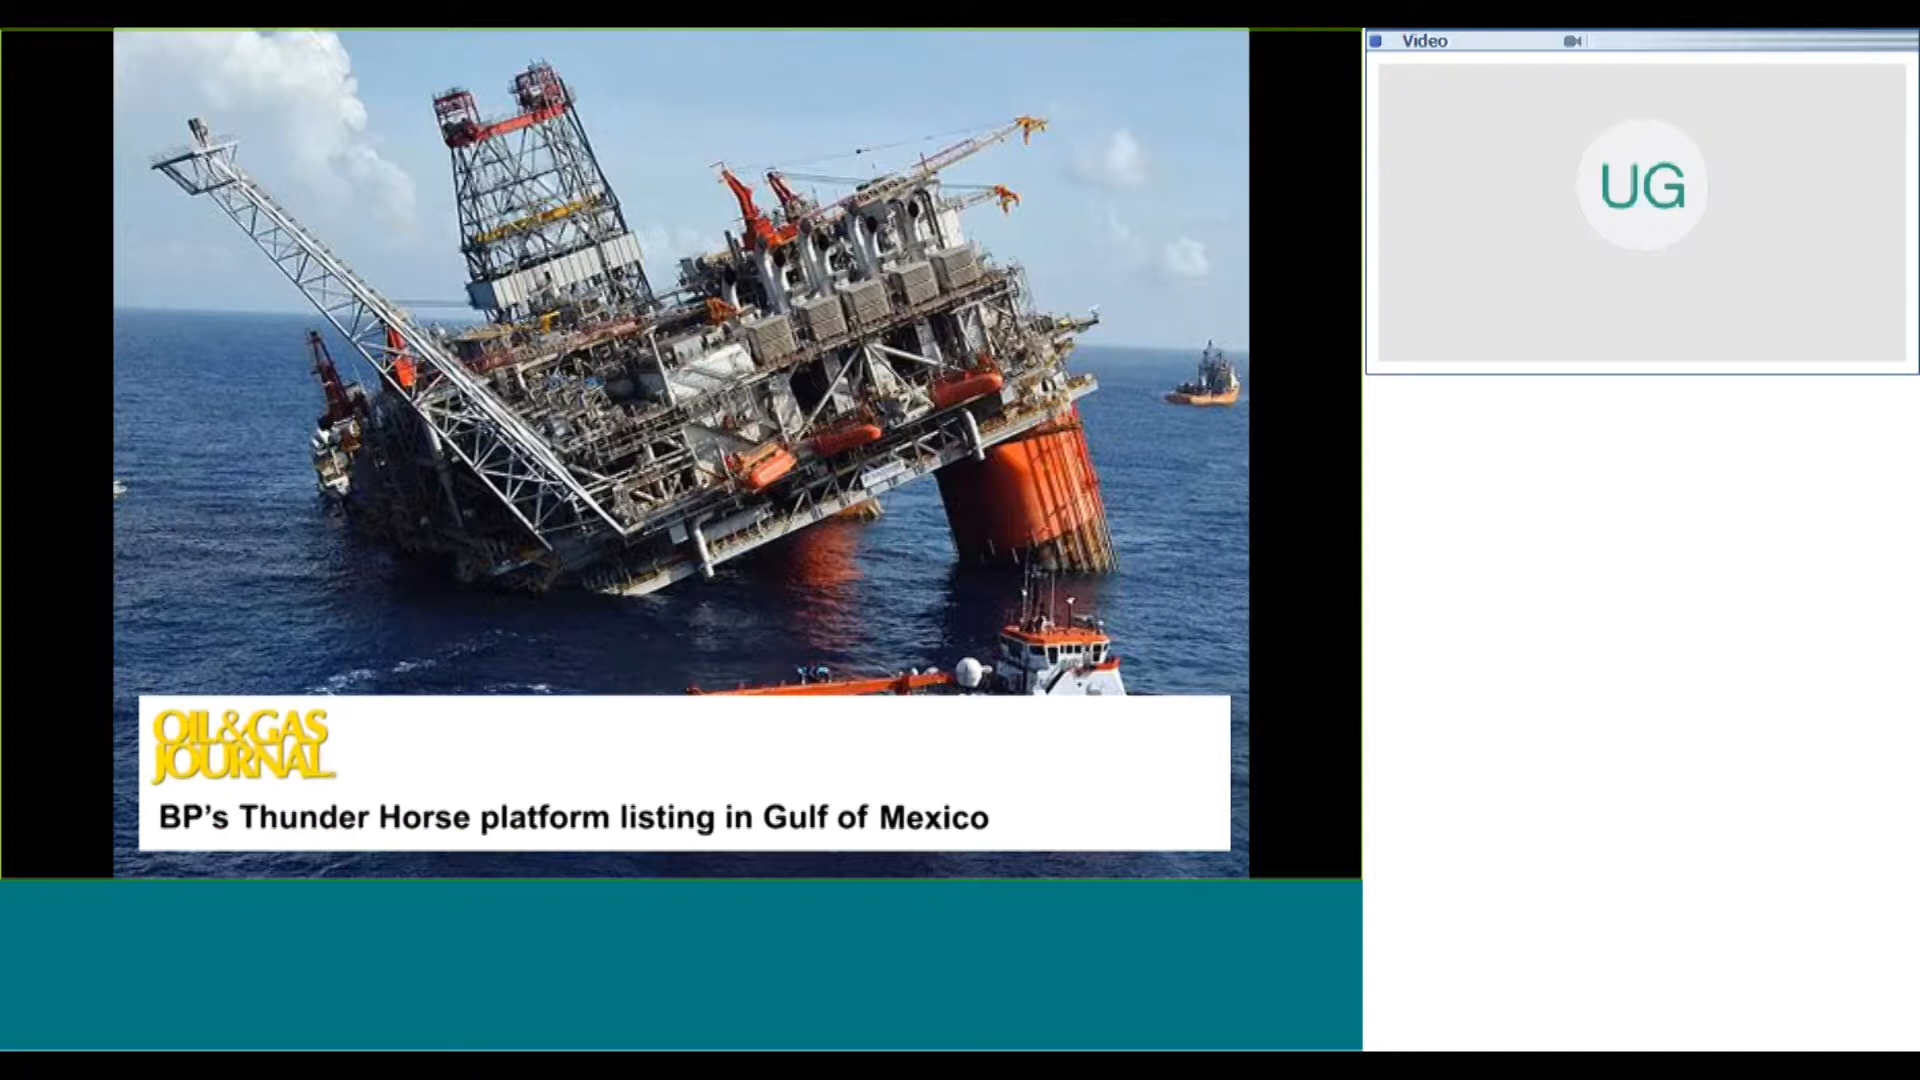 OIL&GAS
JOURNAL
BP's Thunder Horse platform listing in Gulf of Mexico
Video
UG